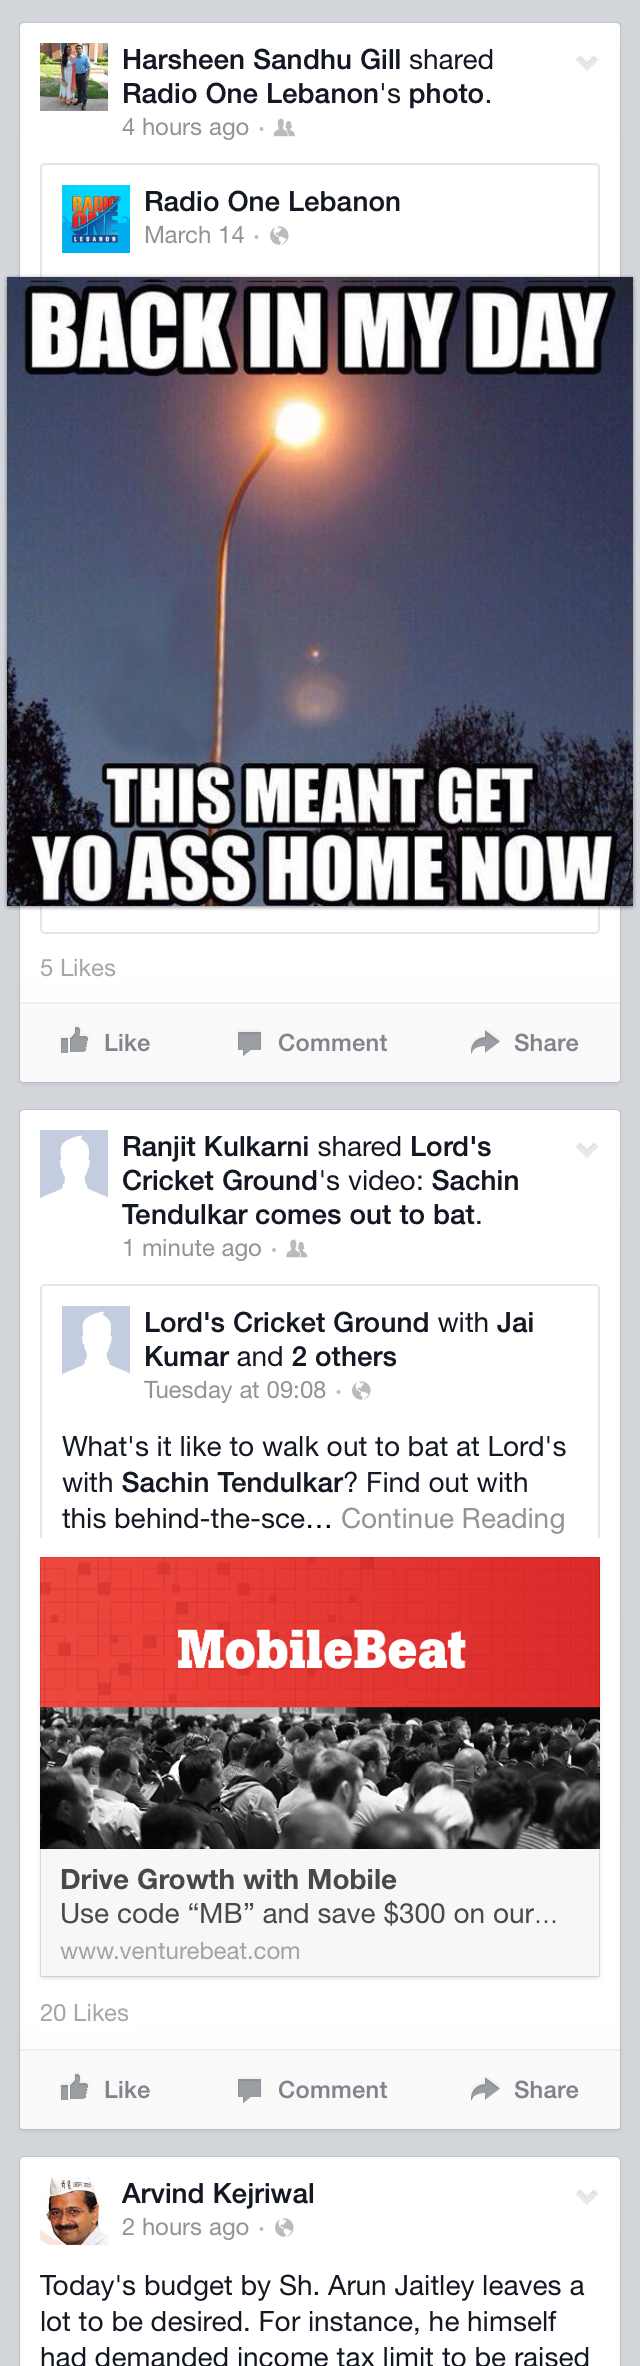 Harsheen Sandhu Gill shared
Radio One Lebanon's photo.
4 hours ago ·
RADIO
ONE
LEBANON
Radio One Lebanon
March 14 ·
BACK IN MY DAY
THIS MEANT GET
YO ASS HOME NOW
5 Likes
Like Comment Share
Ranjit Kulkarni shared Lord's
Cricket Ground's video: Sachin
Tendulkar comes out to bat.
1 minute ago ·
Lord's Cricket Ground with Jai
Kumar and 2 others
Tuesday at 09:08 ·
What's it like to walk out to bat at Lord's
with Sachin Tendulkar? Find out with
this behind-the-sce... Continue Reading
MobileBeat
Drive Growth with Mobile
Use code “MB” and save $300 on our...
www.venturebeat.com
20 Likes
Like Comment Share
Arvind Kejriwal
2 hours ago ·
Today's budget by Sh. Arun Jaitley leaves a
lot to be desired. For instance, he himself
had demanded income tax limit to be raised